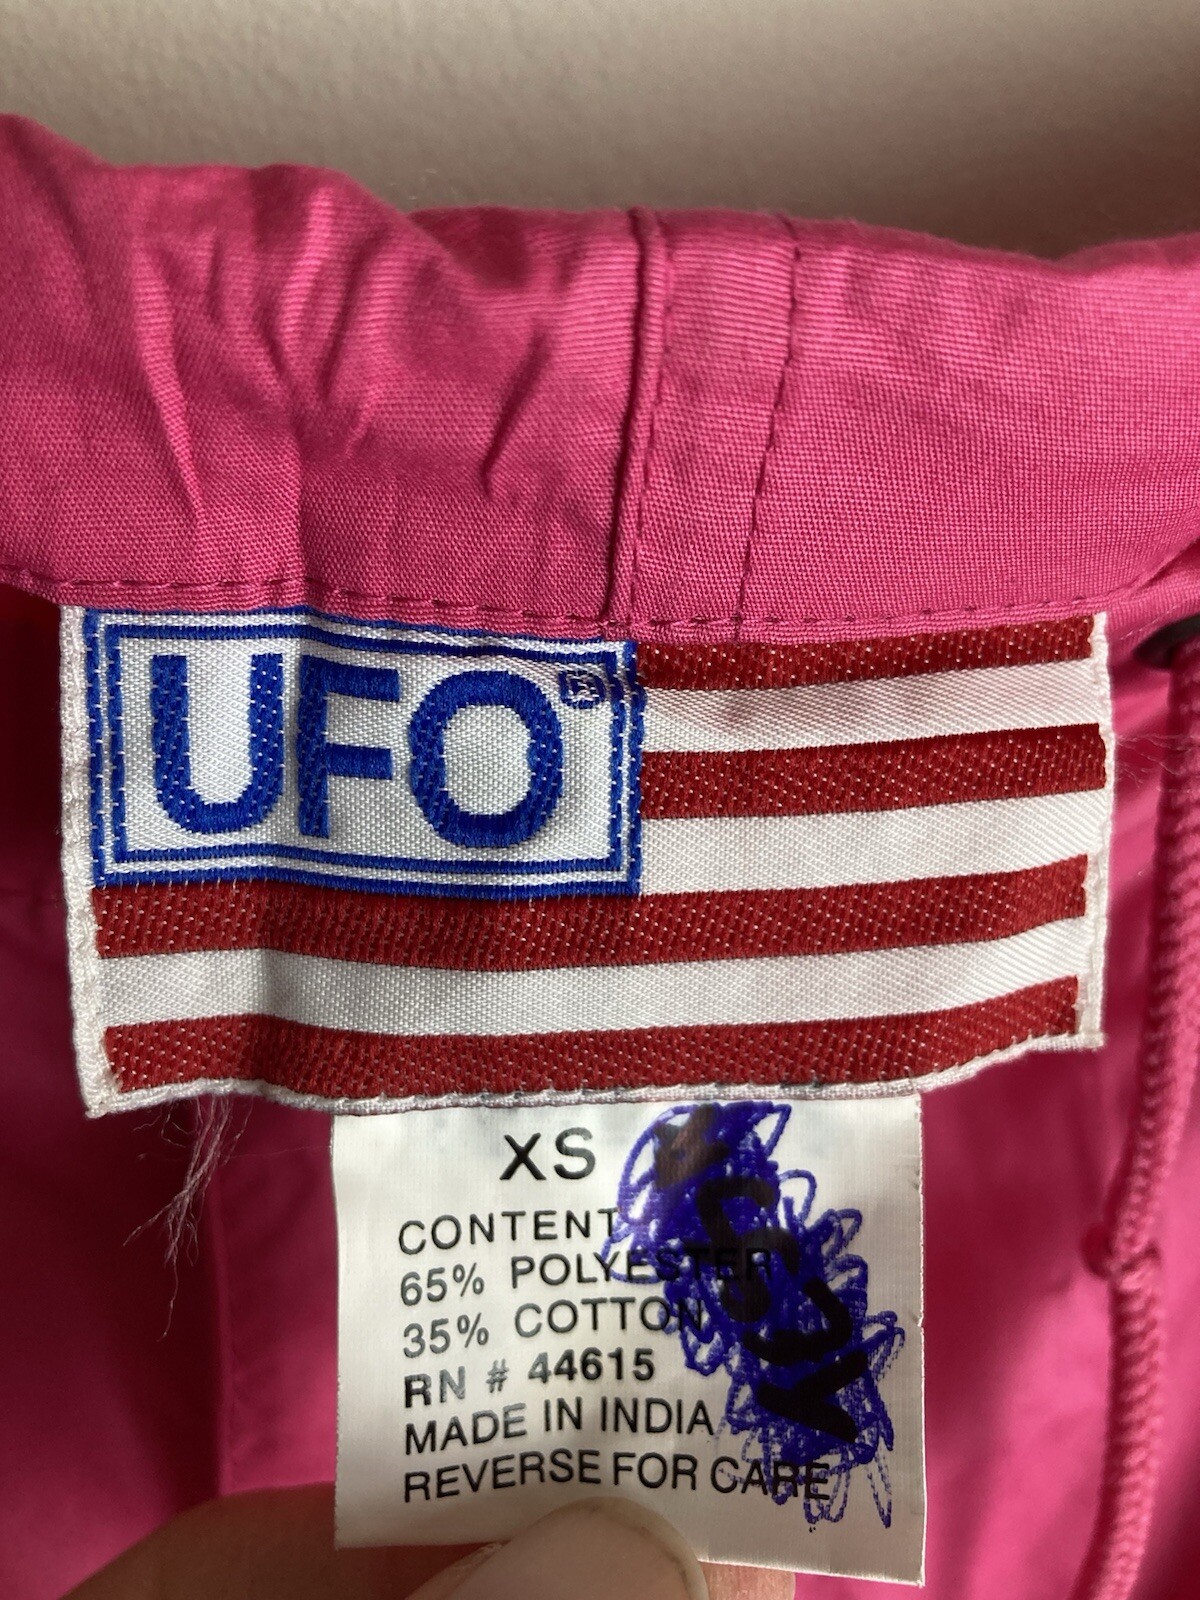 UFO®
XS
CONTENT
65% POLYESTER
35% COTTON
RN # 44615
MADE IN INDIA
REVERSE FOR CARE